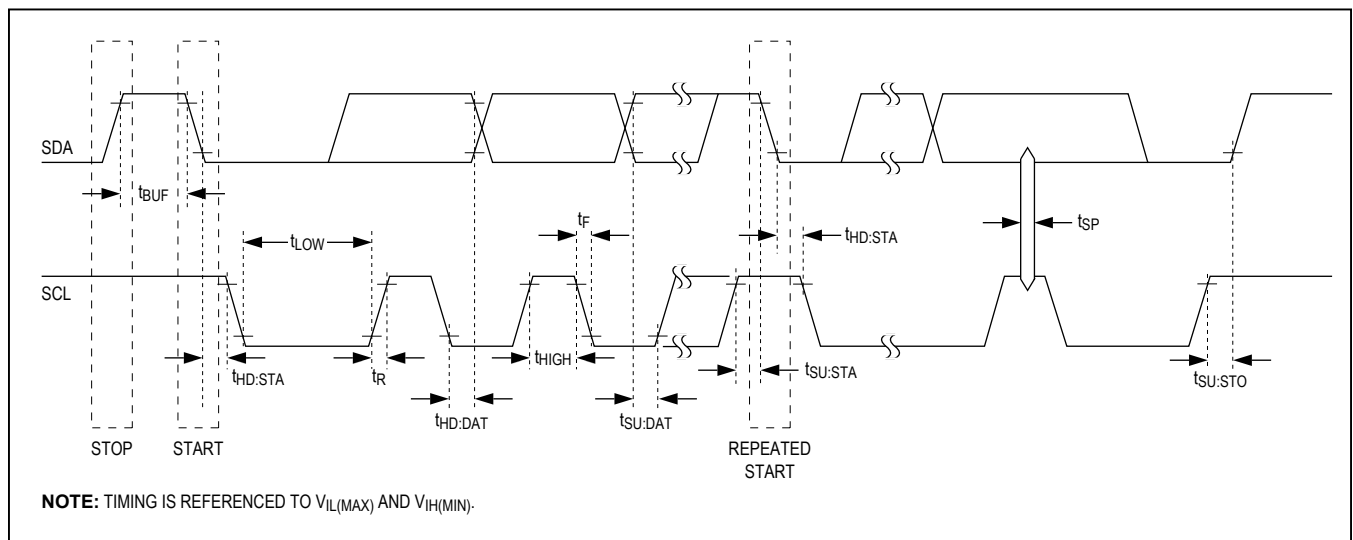 SDA
tBUF
tF
tSP
tLOW
tHD:STA
SCL
tHD:STA
tR
tHIGH
tSU:STA
tSU:STO
tHD:DAT
tSU:DAT
STOP
START
REPEATED
START
NOTE: TIMING IS REFERENCED TO VIL(MAX) AND VIH(MIN).